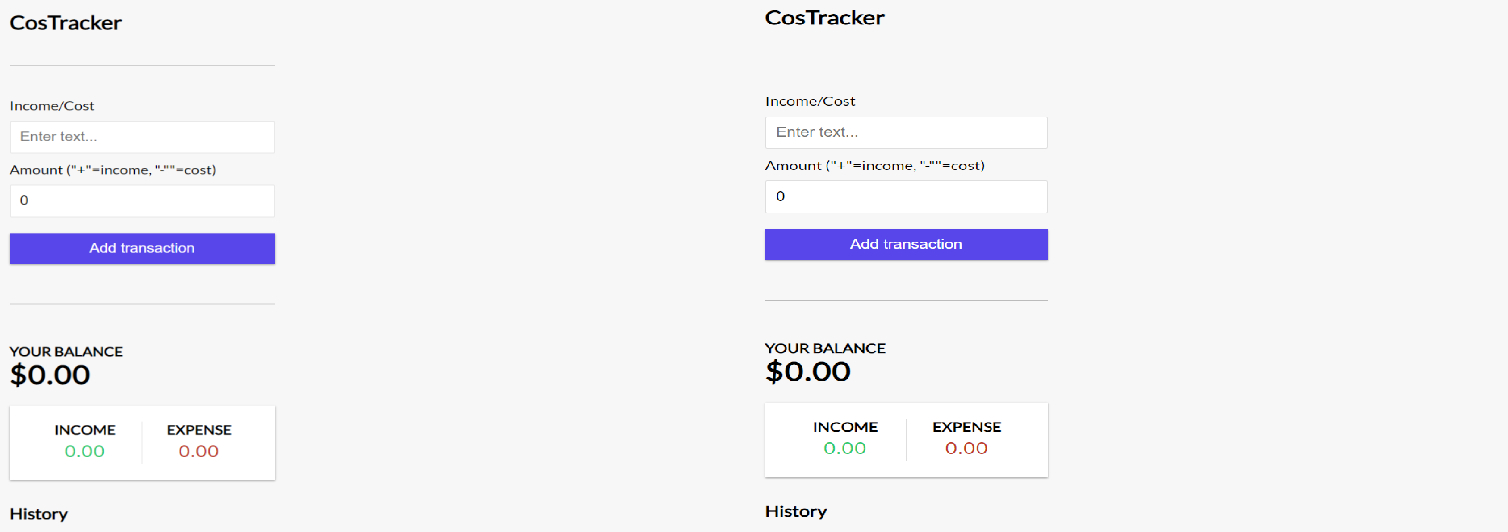 CosTracker
Income/Cost
Enter text...
Amount ("+"=income, "-""=cost)
0
Add transaction
YOUR BALANCE
$0.00
INCOME EXPENSE
0.00 0.00
History
CosTracker
Income/Cost
Enter text...
Amount ("+"=income, "-""=cost)
0
Add transaction
YOUR BALANCE
$0.00
INCOME EXPENSE
0.00 0.00
History